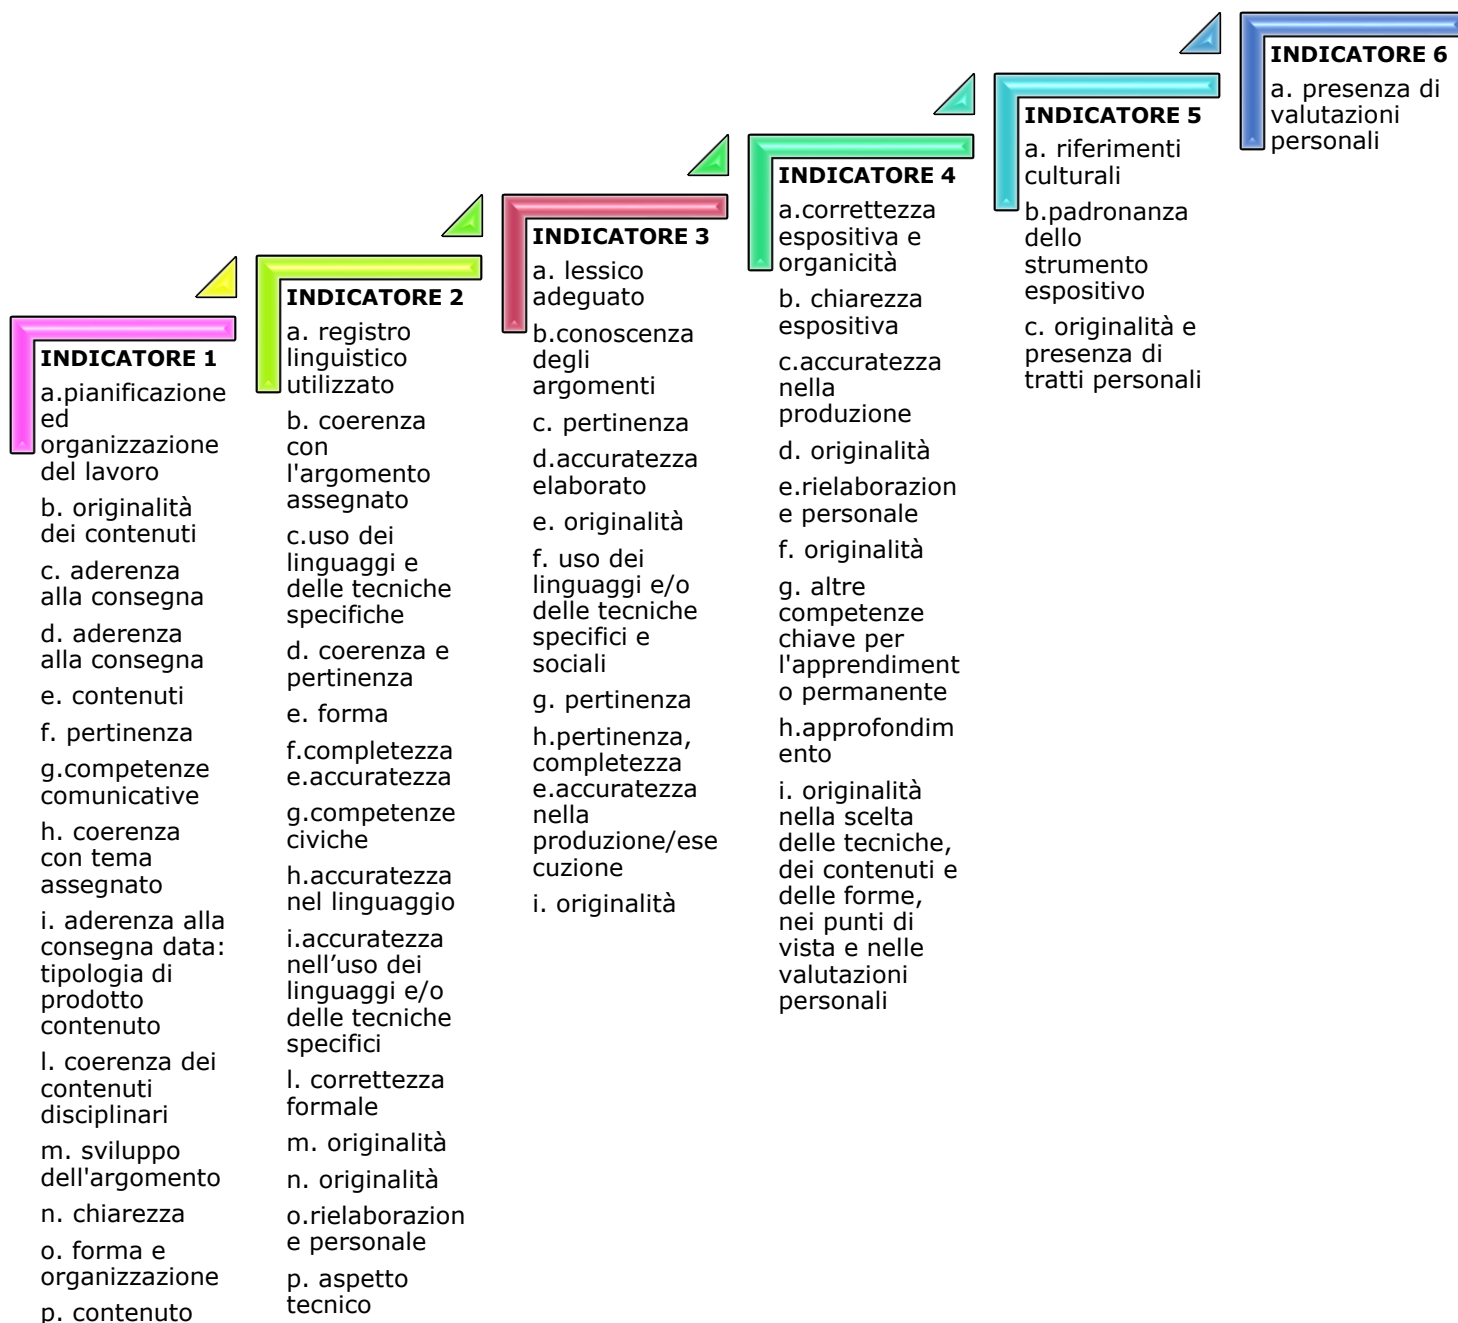 INDICATORE 1
a.pianificazione
ed
organizzazione
del lavoro
b. originalità
dei contenuti
c. aderenza
alla consegna
d. aderenza
alla consegna
e. contenuti
f. pertinenza
g.competenze
comunicative
h. coerenza
con tema
assegnato
i. aderenza alla
consegna data:
tipologia di
prodotto
contenuto
l. coerenza dei
contenuti
disciplinari
m. sviluppo
dell'argomento
n. chiarezza
o. forma e
organizzazione
p. contenuto
INDICATORE 2
a. registro
linguistico
utilizzato
b. coerenza
con
l'argomento
assegnato
c.uso dei
linguaggi e
delle tecniche
specifiche
d. coerenza e
pertinenza
e. forma
f.completezza
e.accuratezza
g.competenze
civiche
h.accuratezza
nel linguaggio
i.accuratezza
nell’uso dei
linguaggi e/o
delle tecniche
specifici
l. correttezza
formale
m. originalità
n. originalità
o.rielaborazion
e personale
p. aspetto
tecnico
INDICATORE 3
a. lessico
adeguato
b.conoscenza
degli
argomenti
c. pertinenza
d.accuratezza
elaborato
e. originalità
f. uso dei
linguaggi e/o
delle tecniche
specifici e
sociali
g. pertinenza
h.pertinenza,
completezza
e.accuratezza
nella
produzione/ese
cuzione
i. originalità
INDICATORE 4
a.correttezza
espositiva e
organicità
b. chiarezza
espositiva
c.accuratezza
nella
produzione
d. originalità
e.rielaborazion
e personale
f. originalità
g. altre
competenze
chiave per
l'apprendiment
o permanente
h.approfondim
ento
i. originalità
nella scelta
delle tecniche,
dei contenuti e
delle forme,
nei punti di
vista e nelle
valutazioni
personali
INDICATORE 5
a. riferimenti
culturali
b.padronanza
dello
strumento
espositivo
c. originalità e
presenza di
tratti personali
INDICATORE 6
a. presenza di
valutazioni
personali